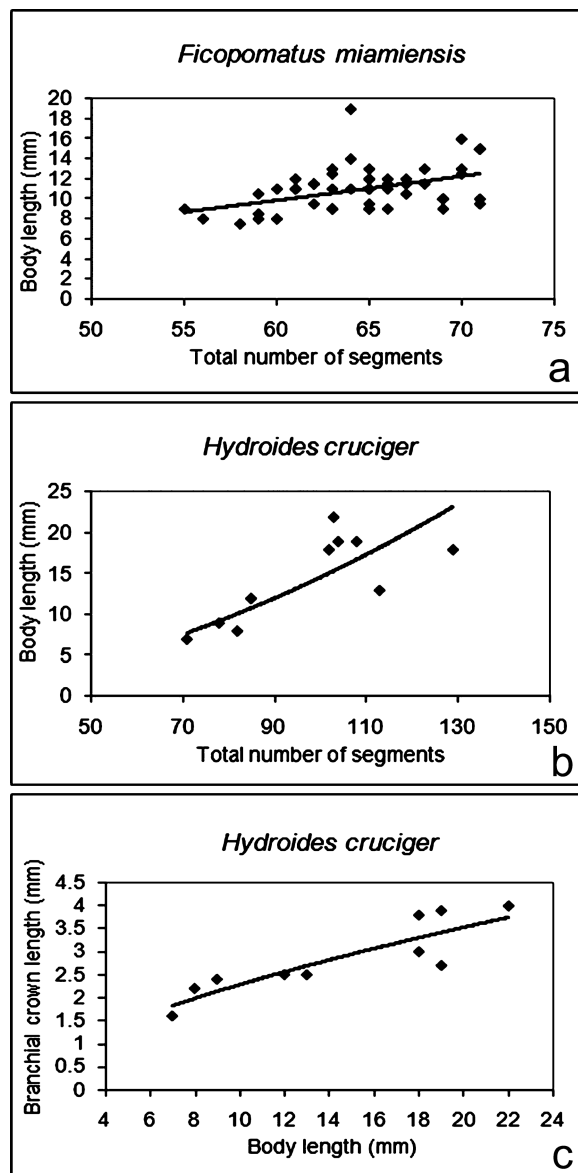 Ficopomatus miamiensis
Body length (mm)
20
18
16
14
12
10
8
6
4
2
0
50 55 60 65 70 75
Total number of segments
a
Hydroides cruciger
Body length (mm)
25
20
15
10
5
0
50 70 90 110 130 150
Total number of segments
b
Hydroides cruciger
Branchial crown length (mm)
4.5
4
3.5
3
2.5
2
1.5
1
0.5
0
4 6 8 10 12 14 16 18 20 22 24
Body length (mm)
c